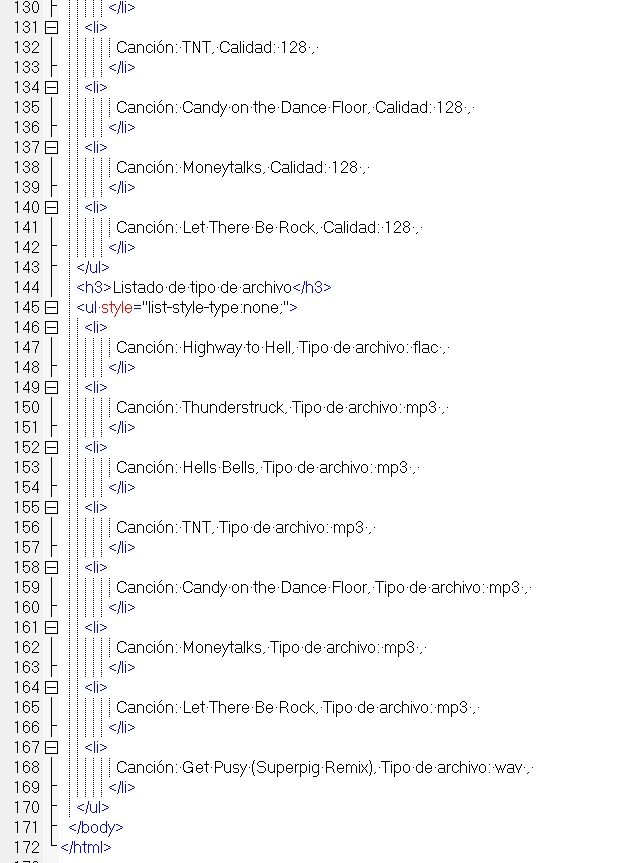 130 </li>
131 <li>
132 Canción: TNT, Calidad: 128 ,
133 </li>
134 <li>
135 Canción: Candy on the Dance Floor, Calidad: 128 ,
136 </li>
137 <li>
138 Canción: Moneytalks, Calidad: 128 ,
139 </li>
140 <li>
141 Canción: Let There Be Rock, Calidad: 128 ,
142 </li>
143 </ul>
144 <h3>Listado de tipo de archivo</h3>
145 <ul style="list-style-type:none;">
146 <li>
147 Canción: Highway to Hell, Tipo de archivo: flac ,
148 </li>
149 <li>
150 Canción: Thunderstruck, Tipo de archivo: mp3 ,
151 </li>
152 <li>
153 Canción: Hells Bells, Tipo de archivo: mp3 ,
154 </li>
155 <li>
156 Canción: TNT, Tipo de archivo: mp3 ,
157 </li>
158 <li>
159 Canción: Candy on the Dance Floor, Tipo de archivo: mp3 ,
160 </li>
161 <li>
162 Canción: Moneytalks, Tipo de archivo: mp3 ,
163 </li>
164 <li>
165 Canción: Let There Be Rock, Tipo de archivo: mp3 ,
166 </li>
167 <li>
168 Canción: Get Pusy (Superpig Remix), Tipo de archivo: wav ,
169 </li>
170 </ul>
171 </body>
172 </html>